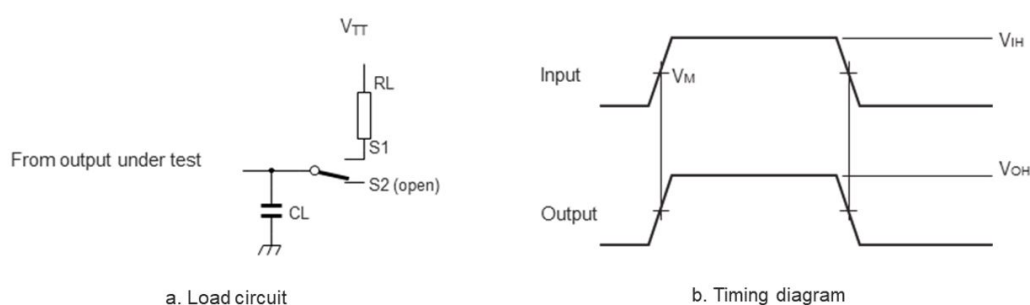 VTT
RL
S1
From output under test
S2 (open)
CL
a. Load circuit
VIH
Input
VM
VOH
Output
b. Timing diagram